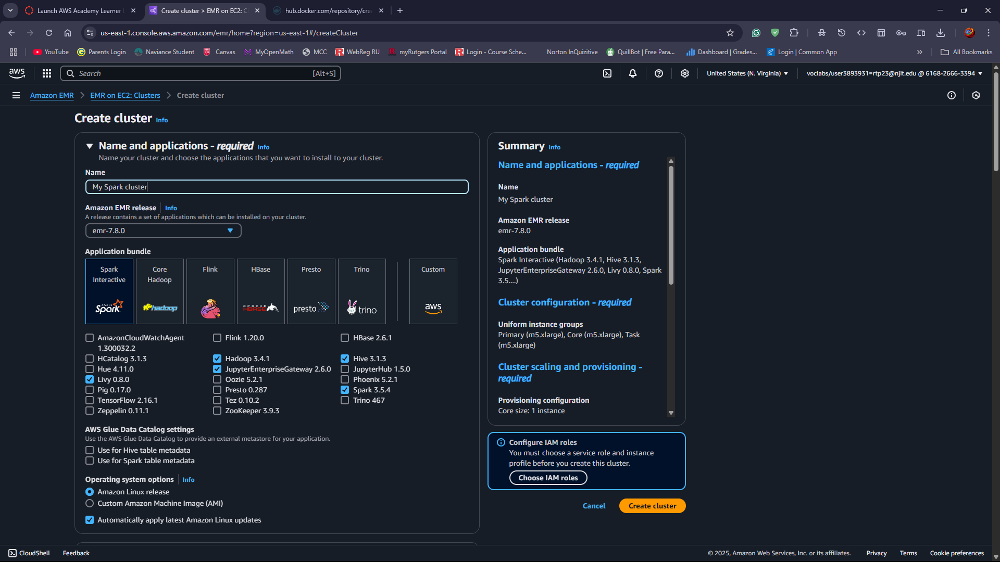 Launch AWS Academy Learner
Create cluster > EMR on EC2: C
hub.docker.com/repository/crea
us-east-1.console.aws.amazon.com/emr/home?region=us-east-1#/createCluster
YouTube
Parents Login
Naviance Student
Canvas
MyOpenMath
MCC
WebReg RU
myRutgers Portal
Login - Course Sche...
Norton InQuizitive
QuillBot | Free Para...
Dashboard | Grades...
Login | Common App
All Bookmarks
aws
Search
[Alt+S]
United States (N. Virginia)
voclabs/user3893931=rtp23@njit.edu @ 6168-2666-3394
Amazon EMR
EMR on EC2: Clusters
Create cluster
Create cluster Info
Name and applications - required Info
Name your cluster and choose the applications that you want to install to your cluster.
Name
My Spark cluster
Amazon EMR release Info
A release contains a set of applications which can be installed on your cluster.
emr-7.8.0
Application bundle
Spark
Interactive
APACHE
Spark
Core
Hadoop
hadoop
Flink
HBase
APACHE
HBASE
Presto
presto
Trino
trino
Custom
aws
AmazonCloudWatchAgent
1.300032.2
Flink 1.20.0
HBase 2.6.1
HCatalog 3.1.3
Hadoop 3.4.1
Hive 3.1.3
Hue 4.11.0
JupyterEnterpriseGateway 2.6.0
JupyterHub 1.5.0
Livy 0.8.0
Oozie 5.2.1
Phoenix 5.2.1
Pig 0.17.0
Presto 0.287
Spark 3.5.4
TensorFlow 2.16.1
Tez 0.10.2
Trino 467
Zeppelin 0.11.1
ZooKeeper 3.9.3
AWS Glue Data Catalog settings
Use the AWS Glue Data Catalog to provide an external metastore for your application.
Use for Hive table metadata
Use for Spark table metadata
Operating system options Info
Amazon Linux release
Custom Amazon Machine Image (AMI)
Automatically apply latest Amazon Linux updates
Summary Info
Name and applications - required
Name
My Spark cluster
Amazon EMR release
emr-7.8.0
Application bundle
Spark Interactive (Hadoop 3.4.1, Hive 3.1.3,
JupyterEnterpriseGateway 2.6.0, Livy 0.8.0, Spark
3.5....)
Cluster configuration - required
Uniform instance groups
Primary (m5.xlarge), Core (m5.xlarge), Task
(m5.xlarge)
Cluster scaling and provisioning -
required
Provisioning configuration
Core size: 1 instance
Configure IAM roles
You must choose a service role and instance
profile before you create this cluster.
Choose IAM roles
Cancel
Create cluster
CloudShell
Feedback
© 2025, Amazon Web Services, Inc. or its affiliates.
Privacy
Terms
Cookie preferences